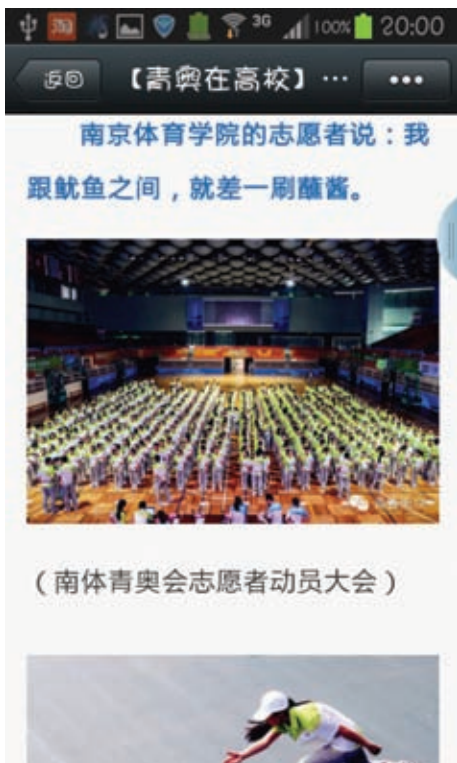 3G 100% 20:00
返回 【青奥在高校】 … •••
南京体育学院的志愿者说：我
跟鱿鱼之间，就差一刷蘸酱。
（南体青奥会志愿者动员大会）